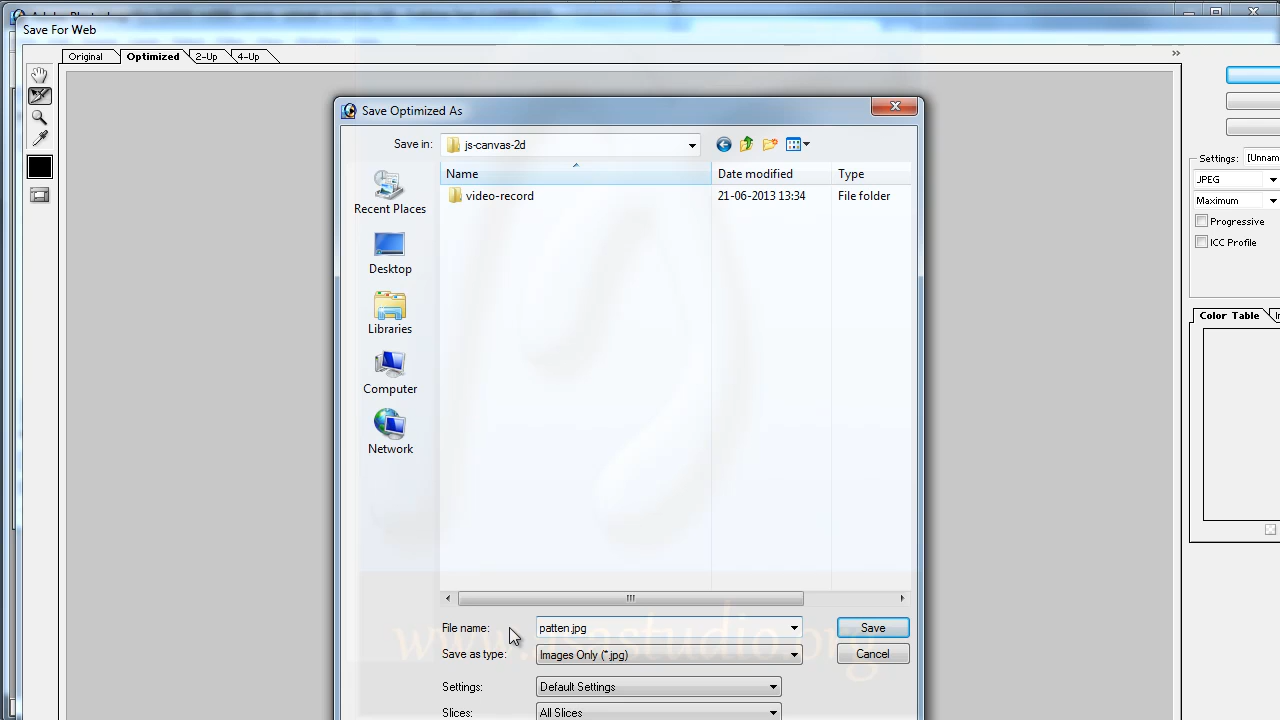 Save For Web
Original Optimized 2-Up 4-Up
Save Optimized As
Save in: js-canvas-2d
Name Date modified Type
video-record 21-06-2013 13:34 File folder
Recent Places
Desktop
Libraries
Computer
Network
File name: patten.jpg Save
Save as type: Images Only (*.jpg) Cancel
Settings: Default Settings
Slices: All Slices
Settings: [Unnam
JPEG
Maximum
Progressive
ICC Profile
Color Table